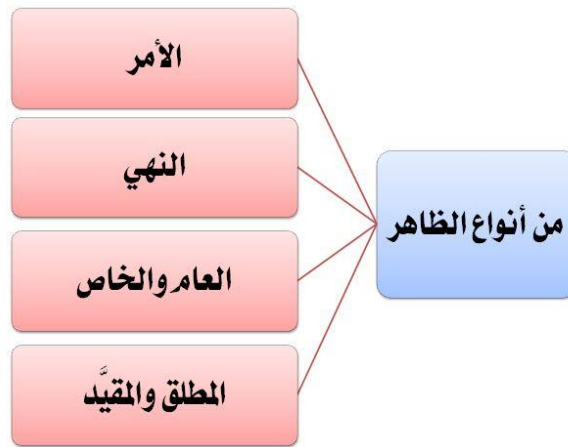 من أنواع الظاهر
الأمر
النهي
العام والخاص
المطلق والمقيَّد